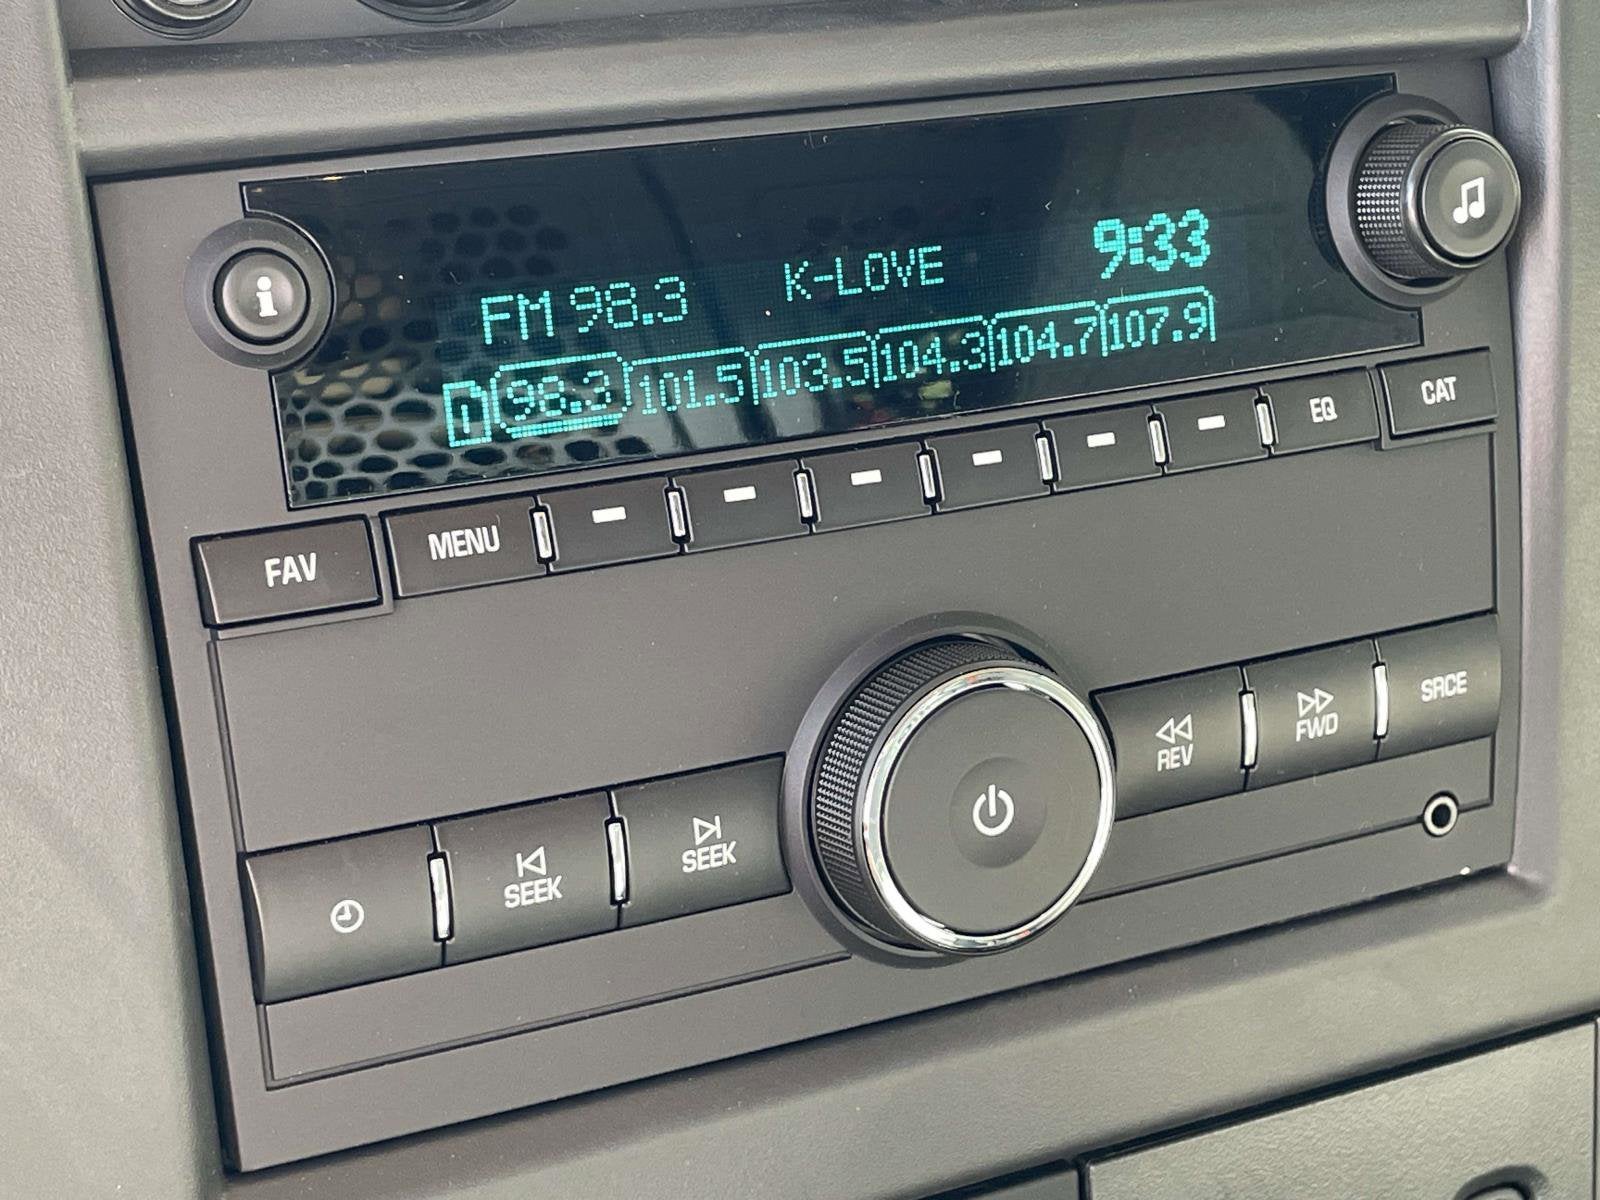 i
FM 98.3 K-LOVE 9:33
1 98.3 101.5 103.5 104.3 104.7 107.9
FAV MENU EQ CAT
REV FWD SRCE
SEEK SEEK